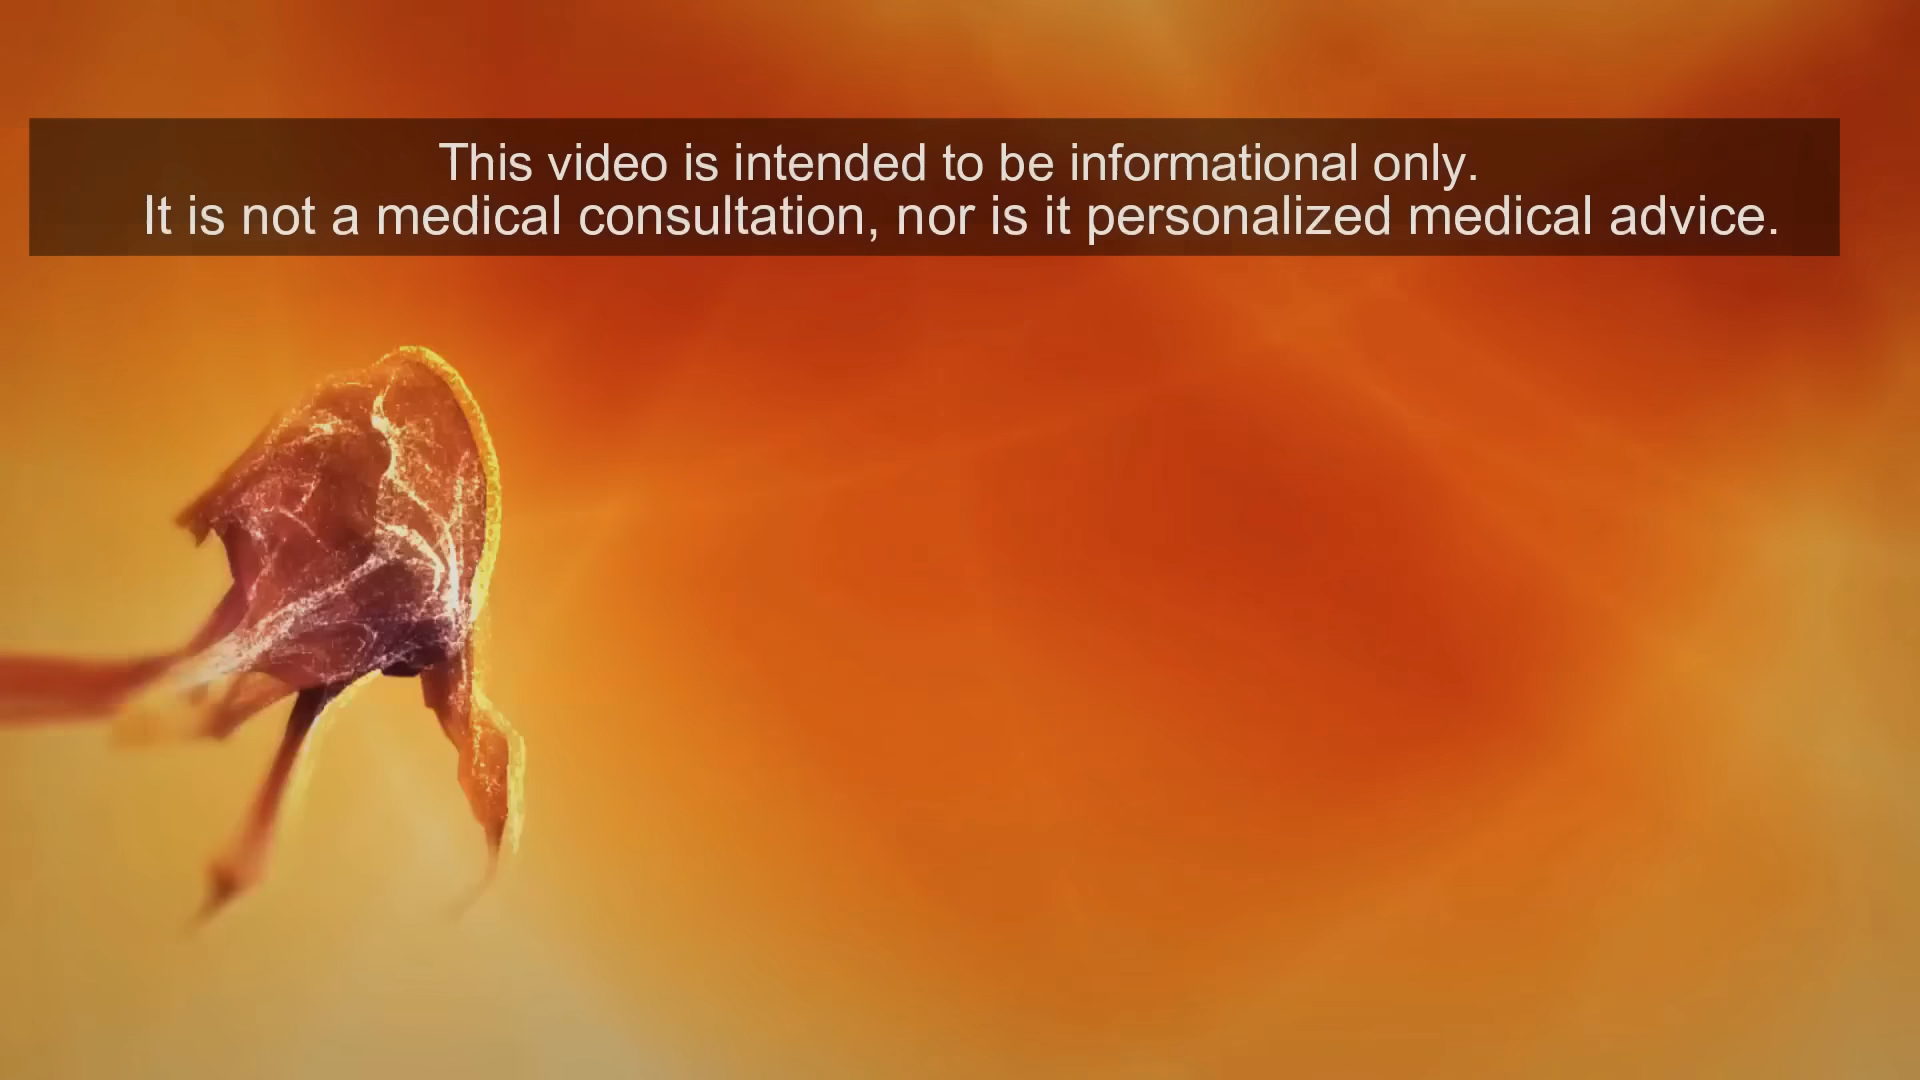 This video is intended to be informational only.
It is not a medical consultation, nor is it personalized medical advice.